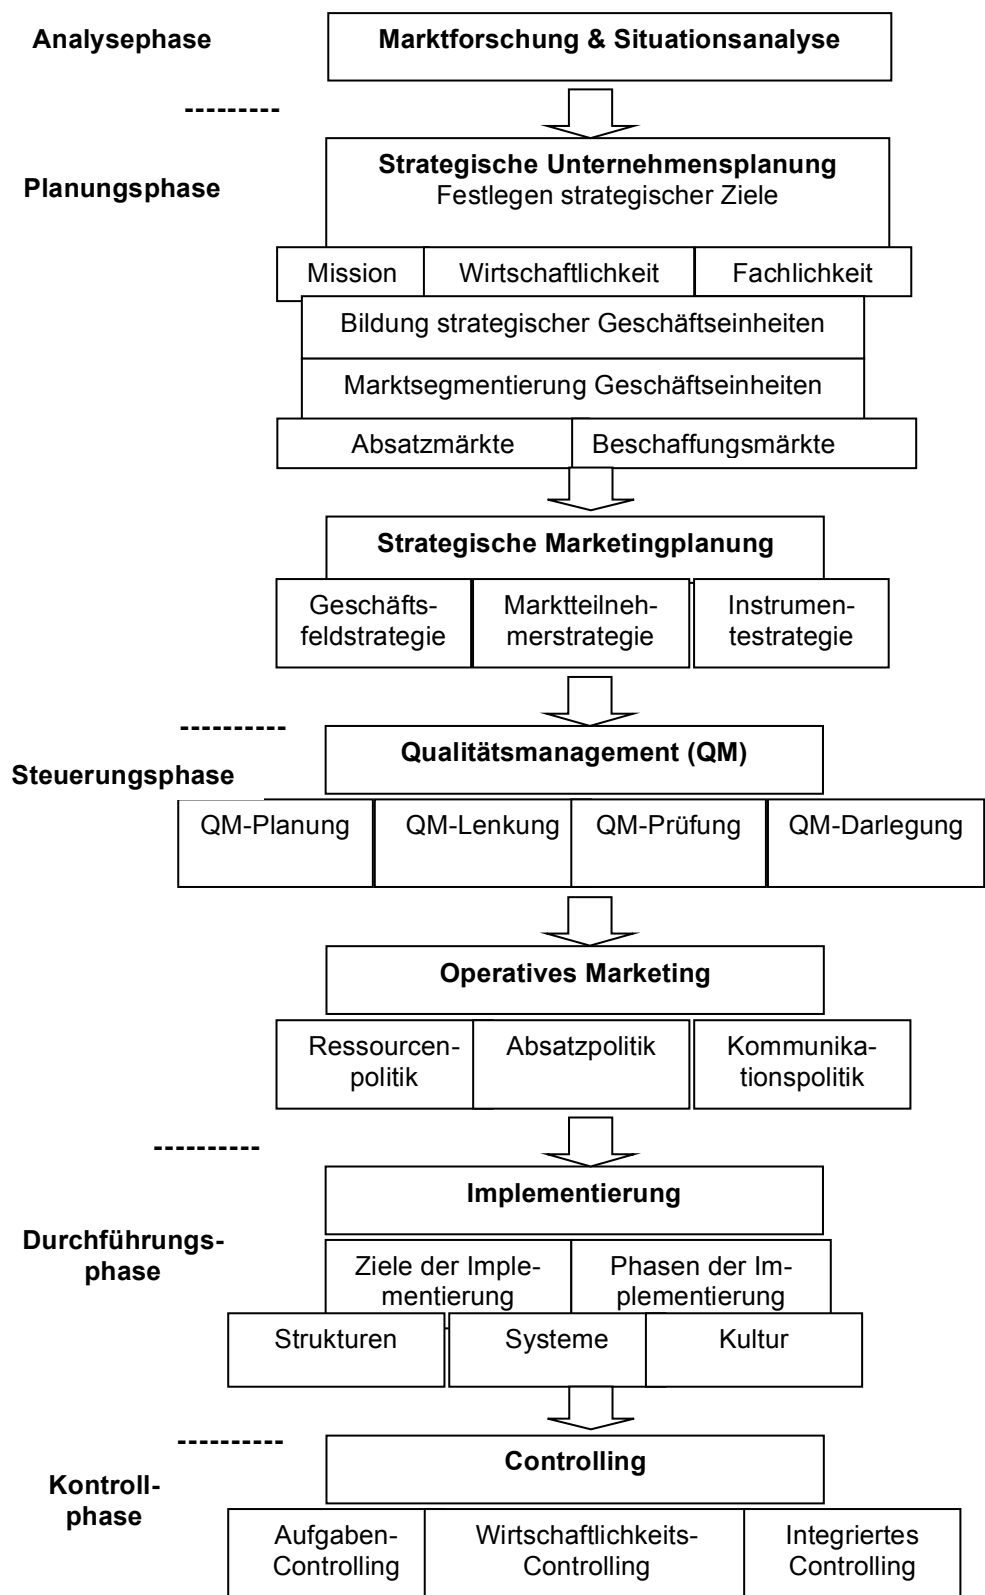 Analysephase
Marktforschung & Situationsanalyse
---------
Planungsphase
Strategische Unternehmensplanung
Festlegen strategischer Ziele
Mission
Wirtschaftlichkeit
Fachlichkeit
Bildung strategischer Geschäftseinheiten
Marktsegmentierung Geschäftseinheiten
Absatzmärkte
Beschaffungsmärkte
Strategische Marketingplanung
Geschäfts-
feldstrategie
Marktteilneh-
merstrategie
Instrumen-
testrategie
----------
Steuerungsphase
Qualitätsmanagement (QM)
QM-Planung
QM-Lenkung
QM-Prüfung
QM-Darlegung
Operatives Marketing
Ressourcen-
politik
Absatzpolitik
Kommunika-
tionspolitik
----------
Durchführungs-
phase
Implementierung
Ziele der Imple-
mentierung
Phasen der Im-
plementierung
Strukturen
Systeme
Kultur
----------
Kontroll-
phase
Controlling
Aufgaben-
Controlling
Wirtschaftlichkeits-
Controlling
Integriertes
Controlling